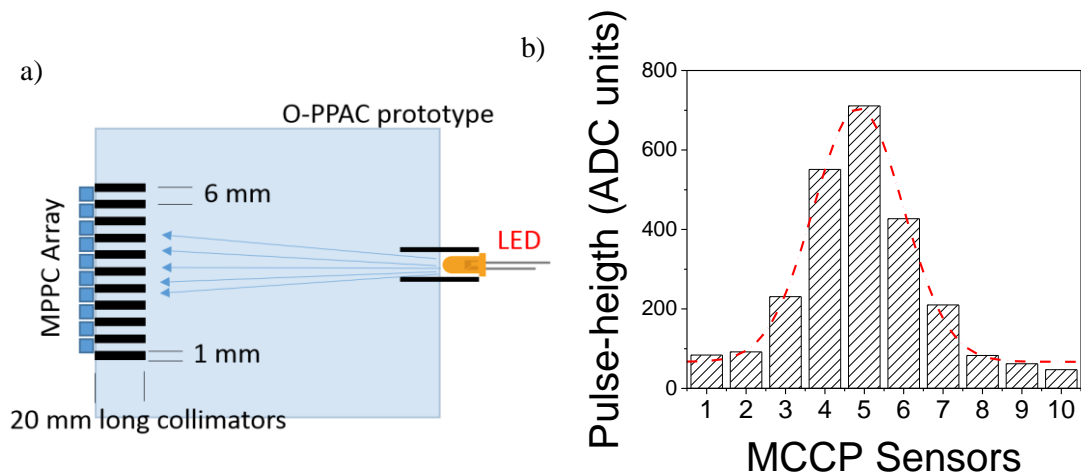 a)
O-PPAC prototype
6 mm
LED
MPPC Array
1 mm
20 mm long collimators
b)
Pulse-heigth (ADC units)
800
600
400
200
0
1 2 3 4 5 6 7 8 9 10
MCCP Sensors